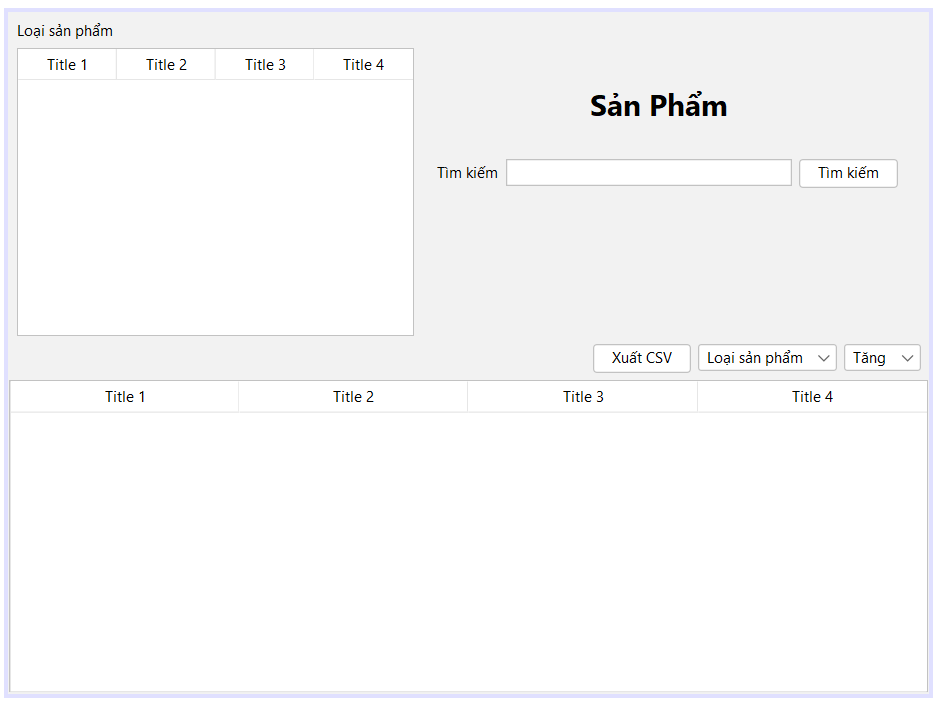 Loại sản phẩm
Title 1 Title 2 Title 3 Title 4
Sản Phẩm
Tìm kiếm Tìm kiếm
Xuất CSV Loại sản phẩm Tăng
Title 1 Title 2 Title 3 Title 4